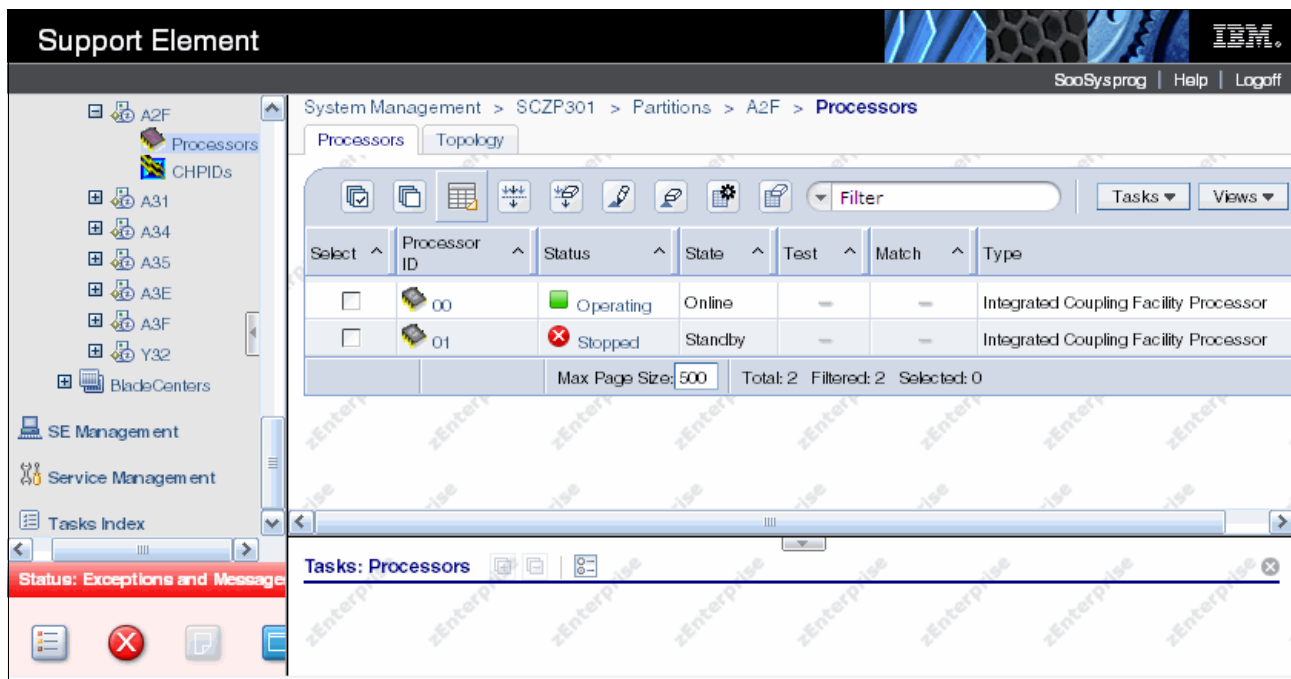 Support Element
IBM.
SooSysprog | Help | Logoff
A2F
Processors
CHPIDs
A31
A34
A35
A3E
A3F
Y32
BladeCenters
SE Management
Service Management
Tasks Index
Status: Exceptions and Message
System Management > SCZP301 > Partitions > A2F > Processors
Processors Topology
Filter Tasks Views
Select Processor ID Status State Test Match Type
00 Operating Online Integrated Coupling Facility Processor
01 Stopped Standby Integrated Coupling Facility Processor
Max Page Size: 500 Total: 2 Filtered: 2 Selected: 0
Tasks: Processors
zEnterprise